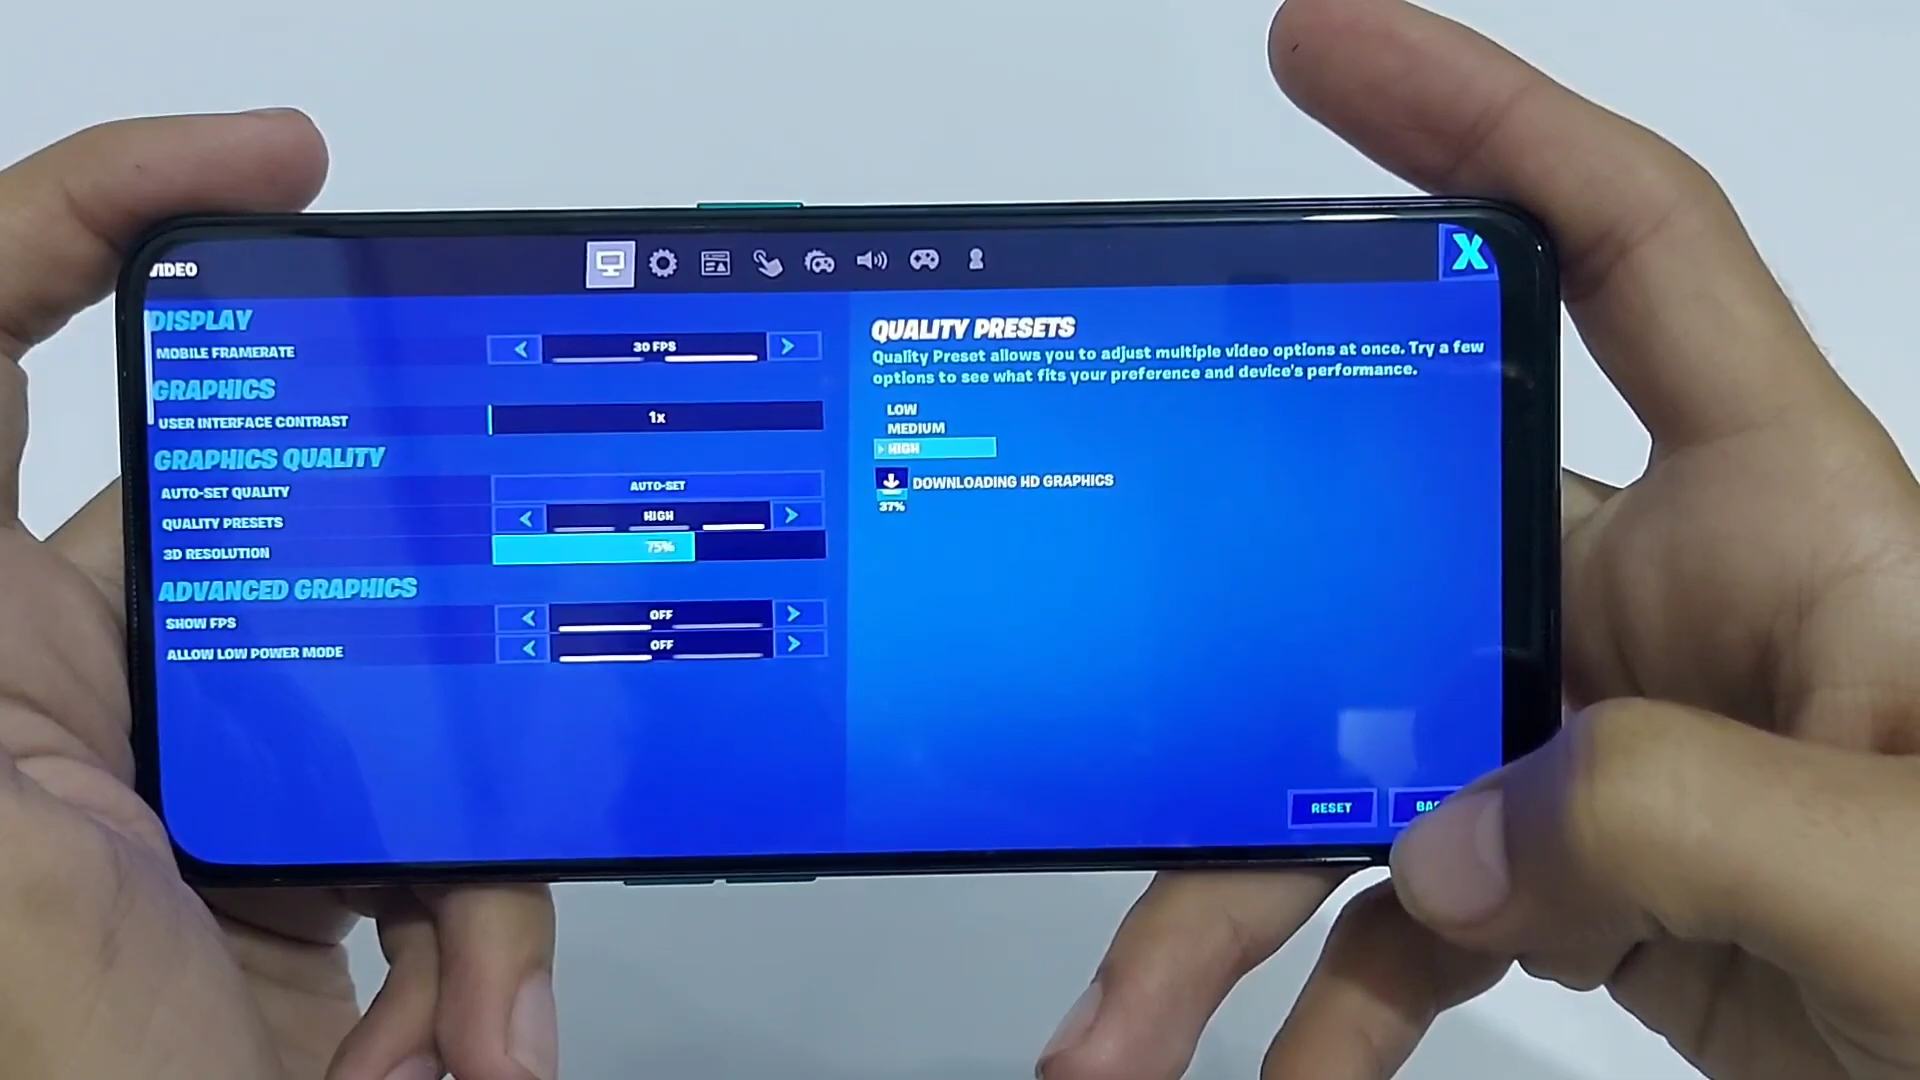 VIDEO
DISPLAY
MOBILE FRAMERATE
30 FPS
GRAPHICS
USER INTERFACE CONTRAST
1x
GRAPHICS QUALITY
AUTO-SET QUALITY
AUTO-SET
QUALITY PRESETS
HIGH
3D RESOLUTION
75%
ADVANCED GRAPHICS
SHOW FPS
OFF
ALLOW LOW POWER MODE
OFF
QUALITY PRESETS
Quality Preset allows you to adjust multiple video options at once. Try a few
options to see what fits your preference and device's performance.
LOW
MEDIUM
HIGH
DOWNLOADING HD GRAPHICS
37%
X
RESET